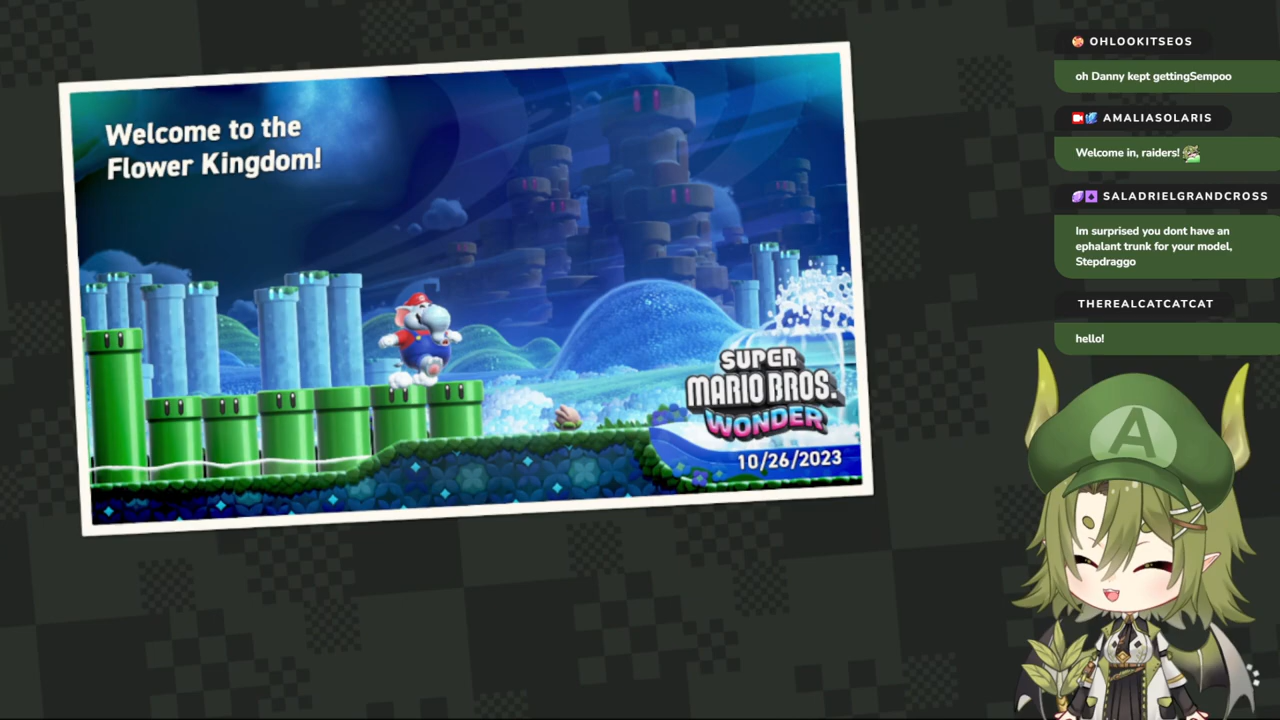 Welcome to the
Flower Kingdom!
SUPER
MARIO BROS.
WONDER
10/26/2023
OHLOOKITSEOS
oh Danny kept gettingSempoo
AMALIASOLARIS
Welcome in, raiders!
SALADRIELGRANDCROSS
Im surprised you dont have an
ephalant trunk for your model,
Stepdraggo
THEREALCATCATCAT
hello!
A